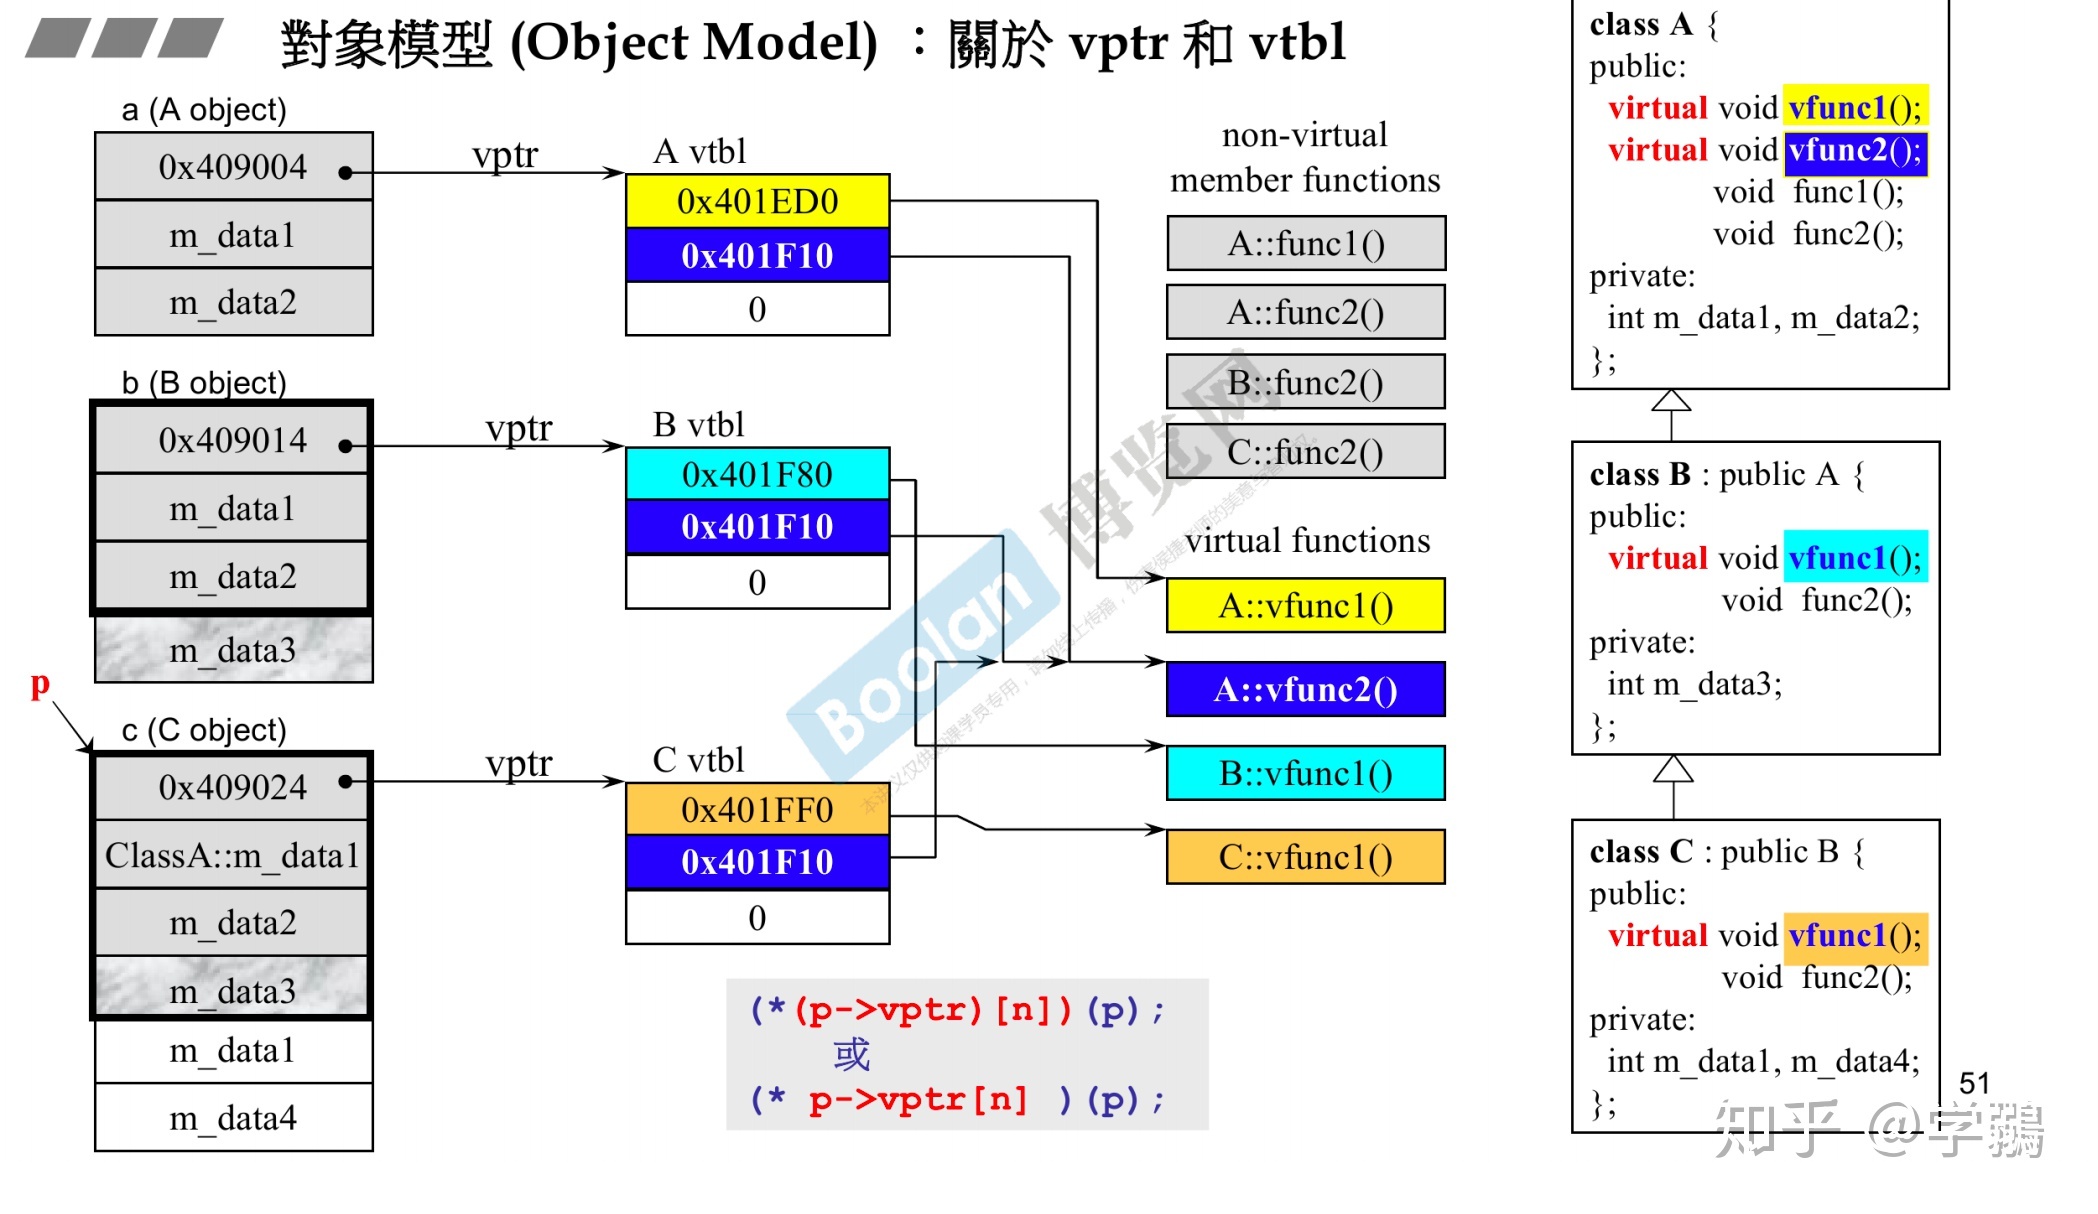 對象模型 (Object Model) ：關於 vptr 和 vtbl
a (A object)
0x409004
m_data1
m_data2
vptr
A vtbl
0x401ED0
0x401F10
0
b (B object)
0x409014
m_data1
m_data2
m_data3
vptr
B vtbl
0x401F80
0x401F10
0
p
c (C object)
0x409024
ClassA::m_data1
m_data2
m_data3
m_data1
m_data4
vptr
C vtbl
0x401FF0
0x401F10
0
(*(p->vptr)[n])(p);
或
(* p->vptr[n] )(p);
non-virtual
member functions
A::func1()
A::func2()
B::func2()
C::func2()
virtual functions
A::vfunc1()
A::vfunc2()
B::vfunc1()
C::vfunc1()
class A {
public:
virtual void vfunc1();
virtual void vfunc2();
void func1();
void func2();
private:
int m_data1, m_data2;
};
class B : public A {
public:
virtual void vfunc1();
void func2();
private:
int m_data3;
};
class C : public B {
public:
virtual void vfunc1();
void func2();
private:
int m_data1, m_data4;
};
51
Boolan
博览网
知乎 @学鶸